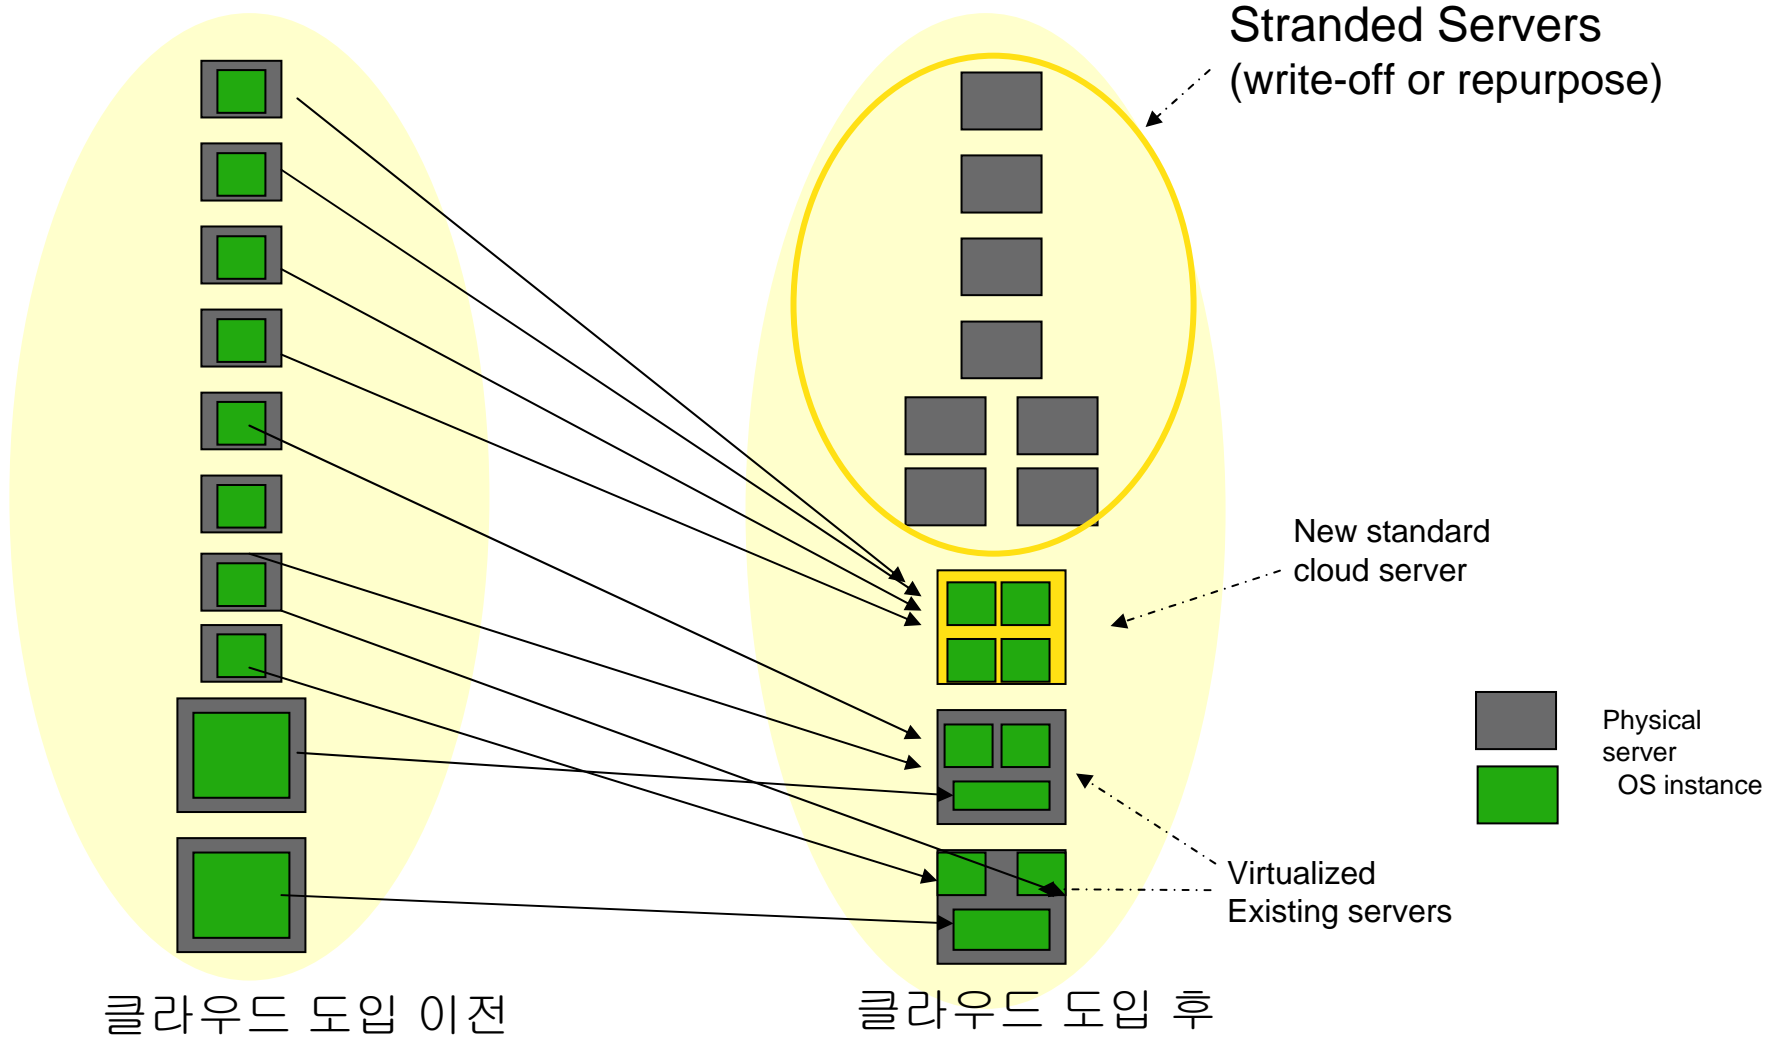 Stranded Servers
(write-off or repurpose)
New standard
cloud server
Physical
server
OS instance
Virtualized
Existing servers
클라우드 도입 이전
클라우드 도입 후